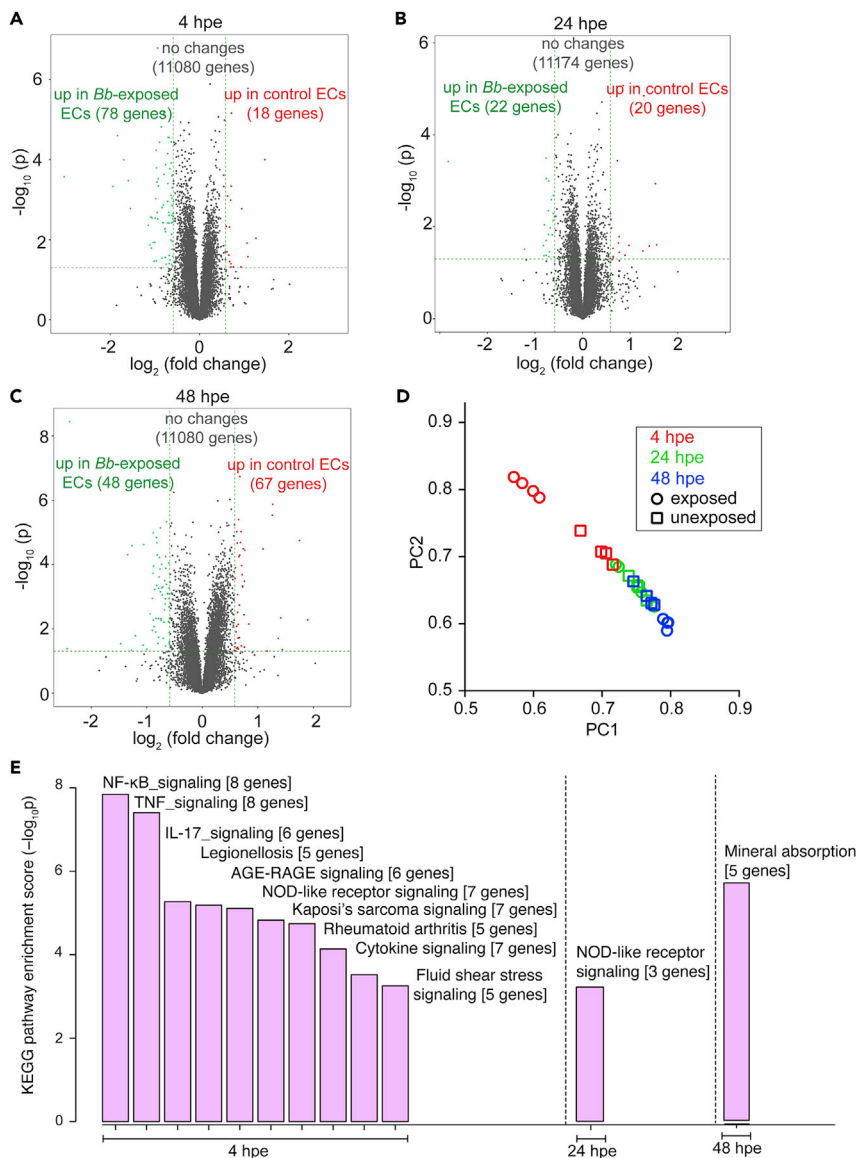 A
4 hpe
no changes
(11080 genes)
up in Bb-exposed
ECs (78 genes)
up in control ECs
(18 genes)
6
4
2
0
-log10 (p)
-2
0
2
log2 (fold change)
B
24 hpe
no changes
(11174 genes)
up in Bb-exposed
ECs (22 genes)
up in control ECs
(20 genes)
6
4
2
0
-log10 (p)
-2
-1
0
1
2
log2 (fold change)
C
48 hpe
no changes
(11080 genes)
up in Bb-exposed
ECs (48 genes)
up in control ECs
(67 genes)
8
6
4
2
0
-log10 (p)
-2
-1
0
1
2
log2 (fold change)
D
0.9
0.8
0.7
0.6
0.5
PC2
4 hpe
24 hpe
48 hpe
exposed
unexposed
0.5
0.6
0.7
0.8
0.9
PC1
E
KEGG pathway enrichment score (−log10p)
8
6
4
2
0
NF-κB_signaling [8 genes]
TNF_signaling [8 genes]
IL-17_signaling [6 genes]
Legionellosis [5 genes]
AGE-RAGE signaling [6 genes]
NOD-like receptor signaling [7 genes]
Kaposi's sarcoma signaling [7 genes]
Rheumatoid arthritis [5 genes]
Cytokine signaling [7 genes]
Fluid shear stress
signaling [5 genes]
NOD-like receptor
signaling [3 genes]
Mineral absorption
[5 genes]
4 hpe
24 hpe
48 hpe